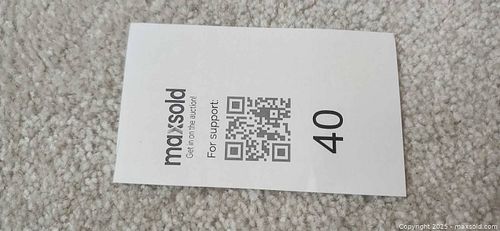 maxsold
Get in on the auction!
For support:
40
Copyright 2025 - maxsold.com